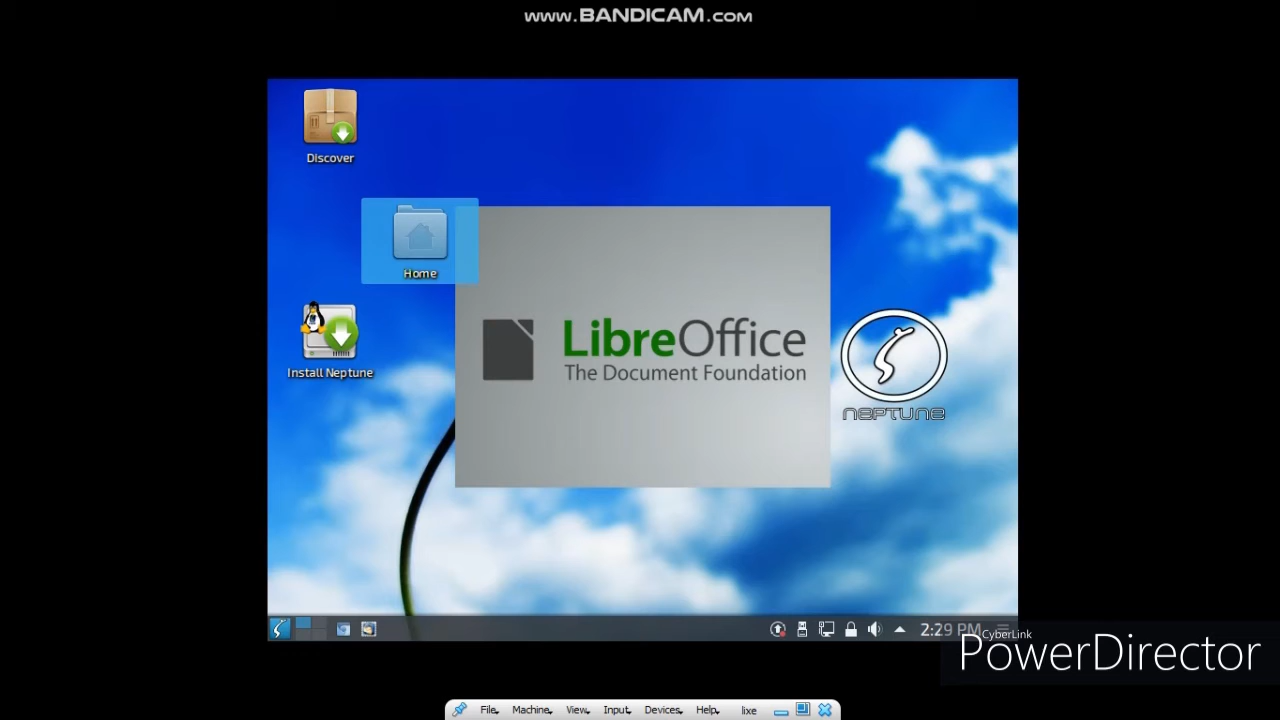 www.BANDICAM.com
Discover
Home
LibreOffice
The Document Foundation
Install Neptune
NEPTUNE
2:29 PM
CyberLink
PowerDirector
File Machine View Input Devices Help lixe